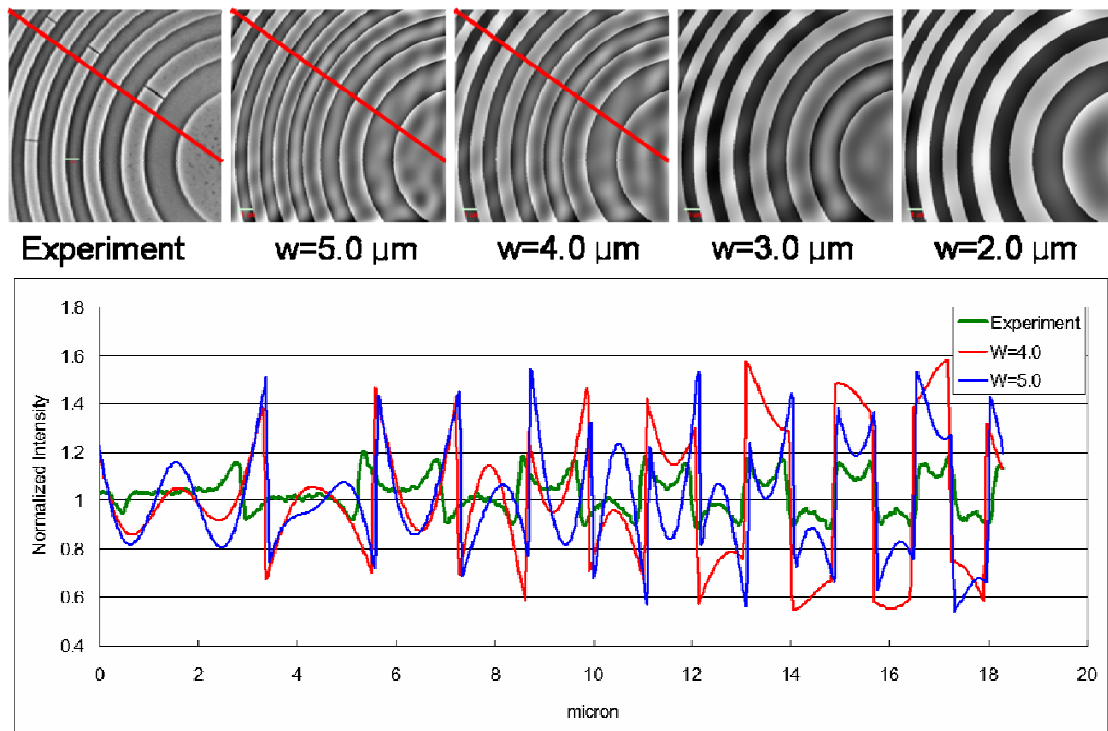 Experiment w=5.0 μm w=4.0 μm w=3.0 μm w=2.0 μm
1.8
1.6
1.4
1.2
1
0.8
0.6
0.4
Normalized Intensity
Experiment
W=4.0
W=5.0
0 2 4 6 8 10 12 14 16 18 20
micron